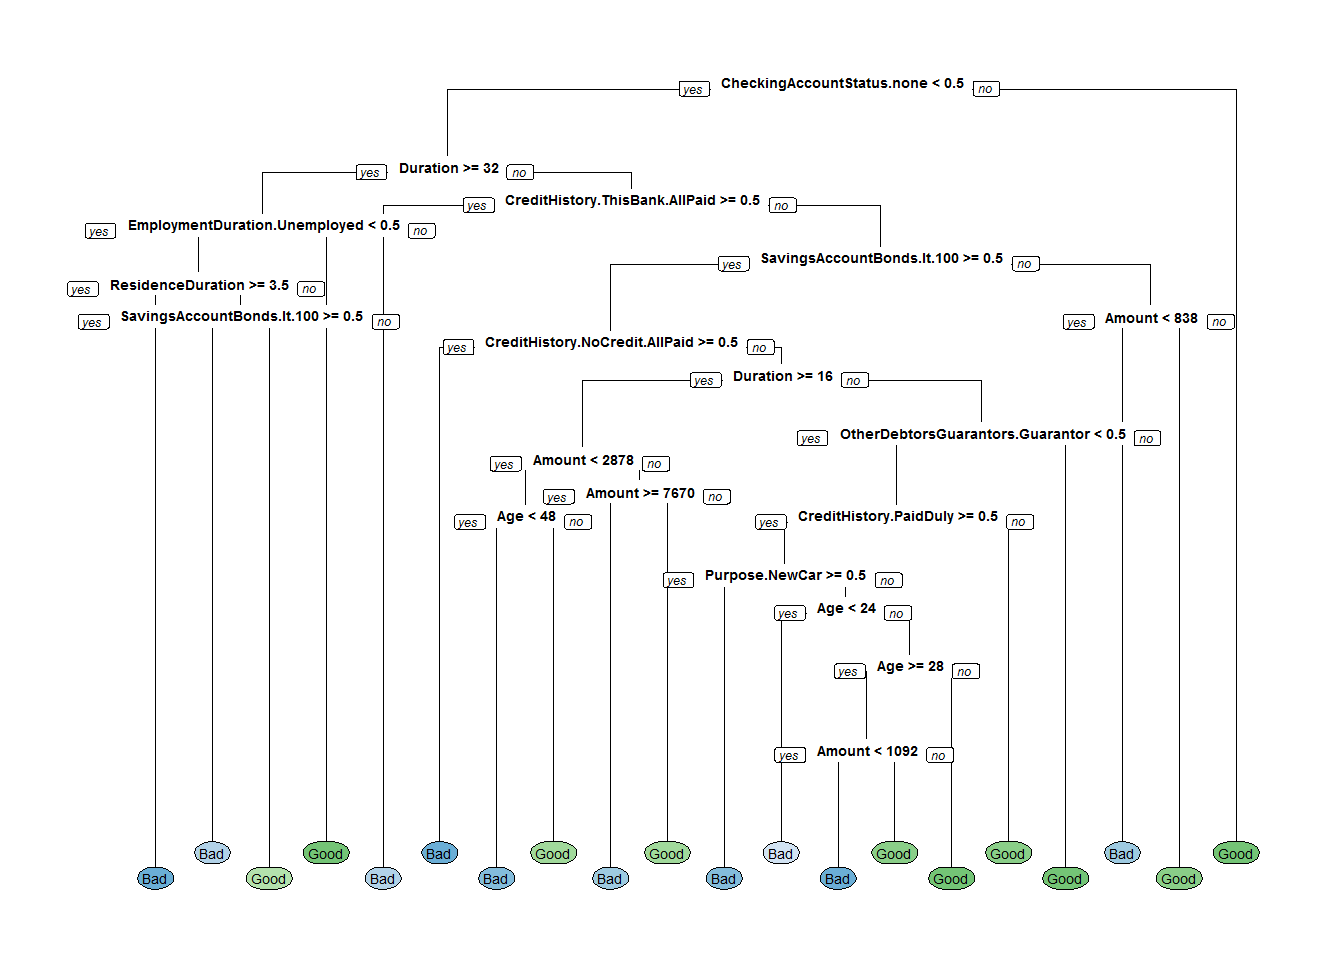 yes CheckingAccountStatus.none < 0.5 no
yes Duration >= 32 no
yes CreditHistory.ThisBank.AllPaid >= 0.5 no
yes EmploymentDuration.Unemployed < 0.5 no
yes SavingsAccountBonds.lt.100 >= 0.5 no
yes ResidenceDuration >= 3.5 no
yes SavingsAccountBonds.lt.100 >= 0.5 no
yes Amount < 838 no
yes CreditHistory.NoCredit.AllPaid >= 0.5 no
yes Duration >= 16 no
yes OtherDebtorsGuarantors.Guarantor < 0.5 no
yes Amount < 2878 no
yes Amount >= 7670 no
yes Age < 48 no
yes CreditHistory.PaidDuly >= 0.5 no
yes Purpose.NewCar >= 0.5 no
yes Age < 24 no
yes Age >= 28 no
yes Amount < 1092 no
Bad Good Bad Good Good Bad Good Good Bad Good
Bad Good Bad Bad Bad Bad Bad Good Good Good